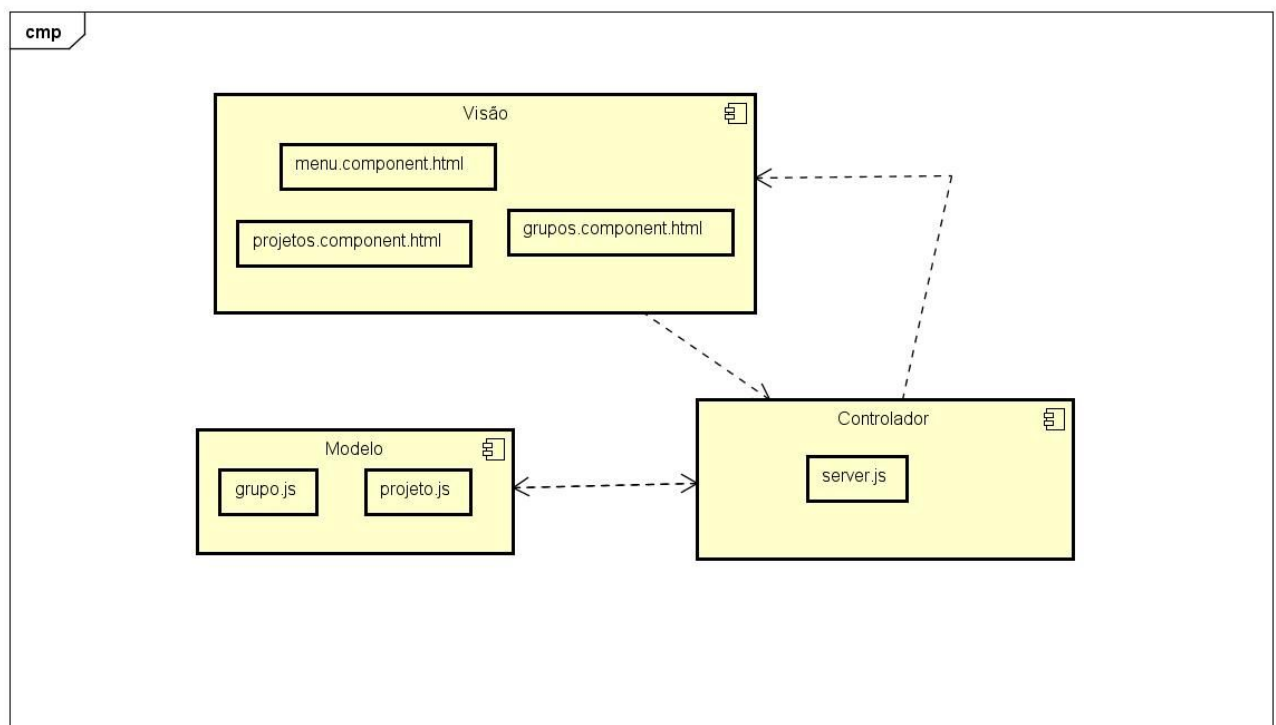 cmp
Visão
menu.component.html
projetos.component.html
grupos.component.html
Modelo
grupo.js
projeto.js
Controlador
server.js